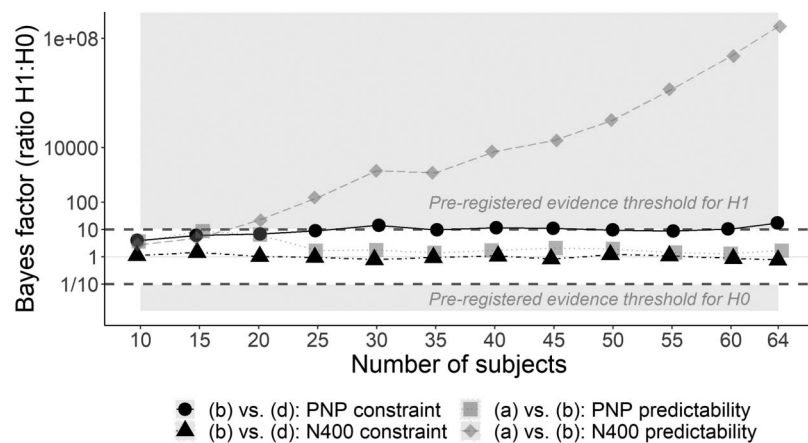 Bayes factor (ratio H1:H0)
1e+08
10000
100
10
1
1/10
Pre-registered evidence threshold for H1
Pre-registered evidence threshold for H0
10 15 20 25 30 35 40 45 50 55 60 64
Number of subjects
(b) vs. (d): PNP constraint (a) vs. (b): PNP predictability
(b) vs. (d): N400 constraint (a) vs. (b): N400 predictability